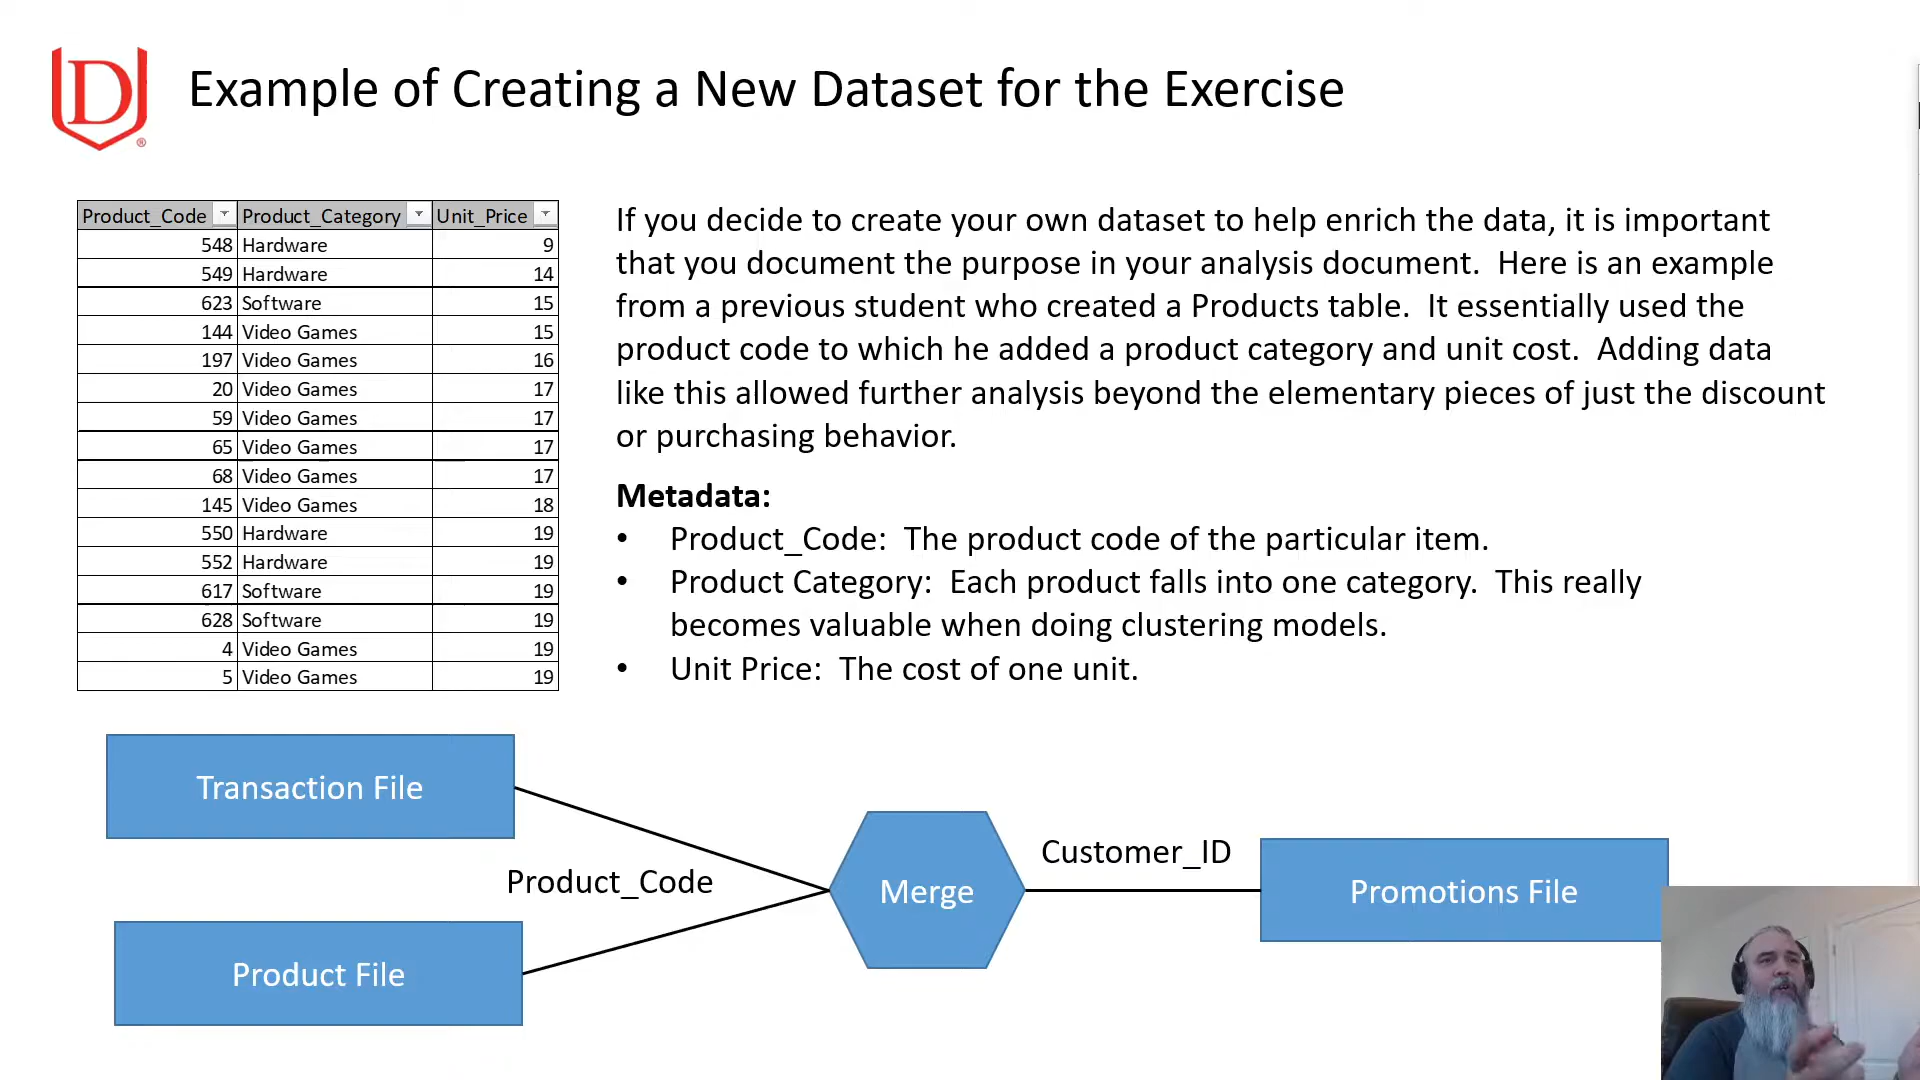 D
®
Example of Creating a New Dataset for the Exercise
Product_Code Product_Category Unit_Price
548 Hardware 9
549 Hardware 14
623 Software 15
144 Video Games 15
197 Video Games 16
20 Video Games 17
59 Video Games 17
65 Video Games 17
68 Video Games 17
145 Video Games 18
550 Hardware 19
552 Hardware 19
617 Software 19
628 Software 19
4 Video Games 19
5 Video Games 19
If you decide to create your own dataset to help enrich the data, it is important
that you document the purpose in your analysis document.  Here is an example
from a previous student who created a Products table.  It essentially used the
product code to which he added a product category and unit cost.  Adding data
like this allowed further analysis beyond the elementary pieces of just the discount
or purchasing behavior.
Metadata:
• Product_Code:  The product code of the particular item.
• Product Category:  Each product falls into one category.  This really
becomes valuable when doing clustering models.
• Unit Price:  The cost of one unit.
Transaction File
Product_Code
Product File
Merge
Customer_ID
Promotions File